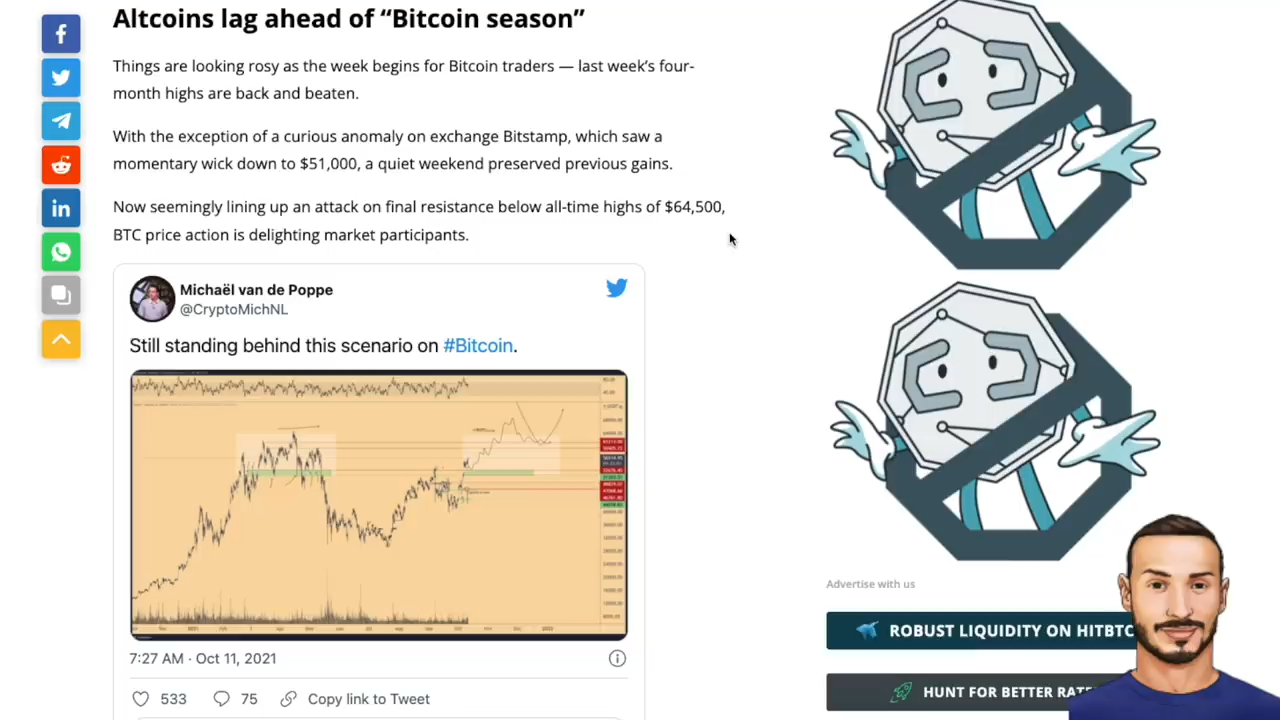 Altcoins lag ahead of “Bitcoin season”
Things are looking rosy as the week begins for Bitcoin traders — last week’s four-
month highs are back and beaten.
With the exception of a curious anomaly on exchange Bitstamp, which saw a
momentary wick down to $51,000, a quiet weekend preserved previous gains.
Now seemingly lining up an attack on final resistance below all-time highs of $64,500,
BTC price action is delighting market participants.
Michaël van de Poppe
@CryptoMichNL
Still standing behind this scenario on #Bitcoin.
7:27 AM · Oct 11, 2021
533 75 Copy link to Tweet
Advertise with us
ROBUST LIQUIDITY ON HITBTC
HUNT FOR BETTER RATE